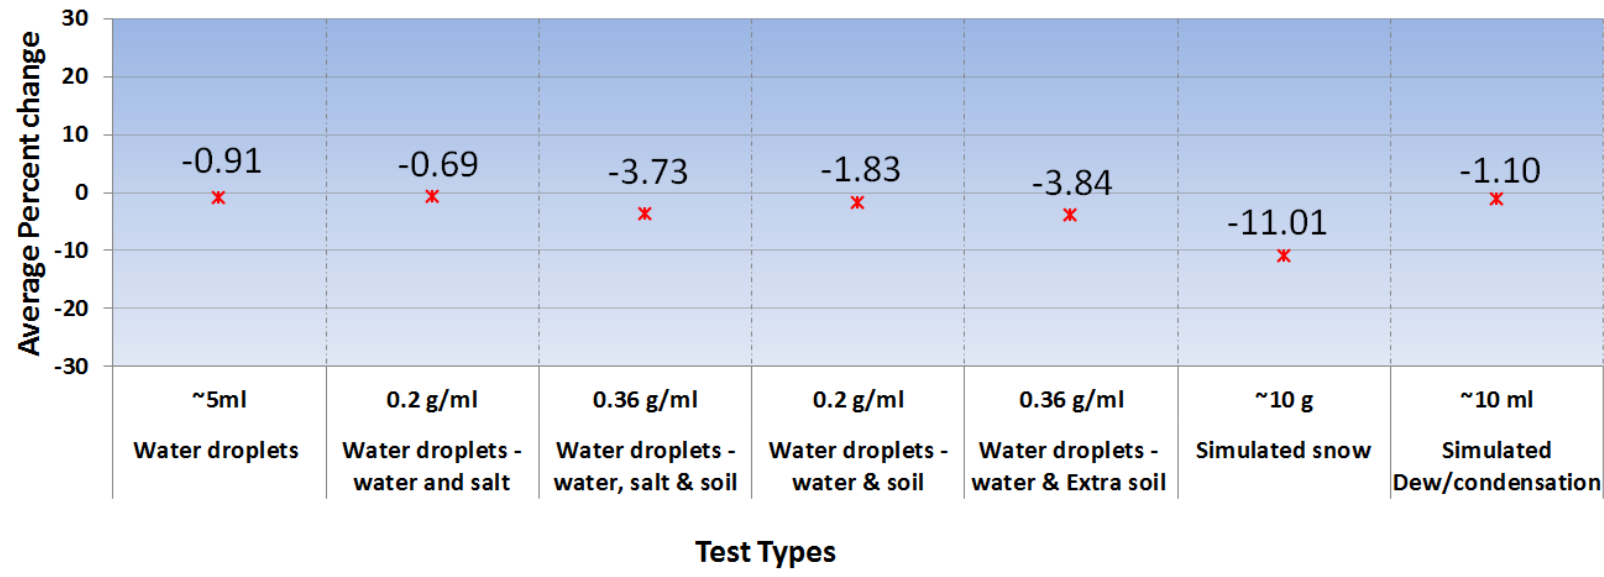 Average Percent change
30
20
10
0
-10
-20
-30
-0.91
-0.69
-3.73
-1.83
-3.84
-11.01
-1.10
~5ml
0.2 g/ml
0.36 g/ml
0.2 g/ml
0.36 g/ml
~10 g
~10 ml
Water droplets
Water droplets -
water and salt
Water droplets -
water, salt & soil
Water droplets -
water & soil
Water droplets -
water & Extra soil
Simulated snow
Simulated
Dew/condensation
Test Types